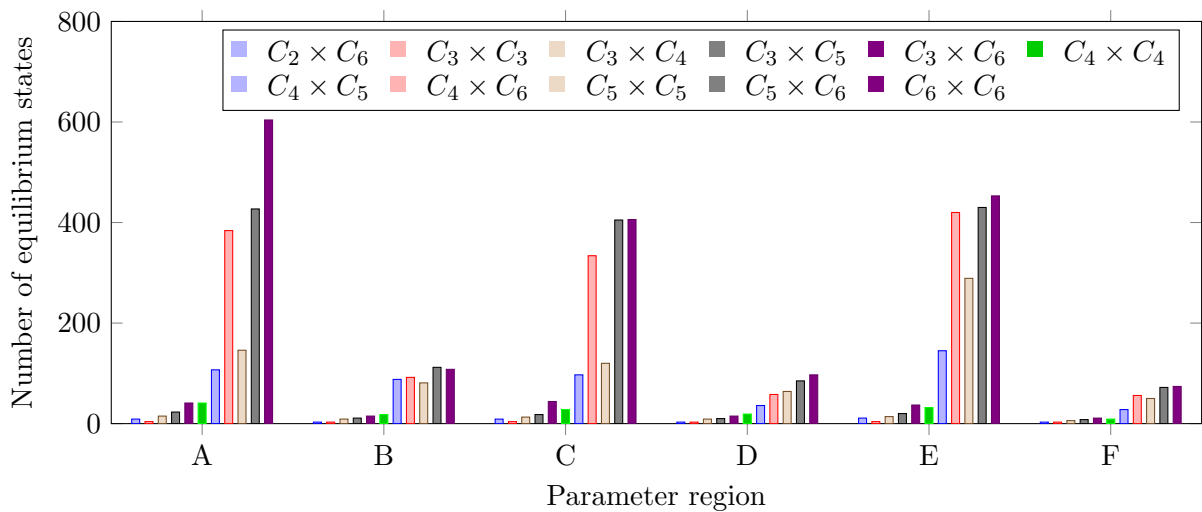 800
600
400
200
0
Number of equilibrium states
C₂ × C₆ C₃ × C₃ C₃ × C₄ C₃ × C₅ C₃ × C₆ C₄ × C₄
C₄ × C₅ C₄ × C₆ C₅ × C₅ C₅ × C₆ C₆ × C₆
A B C D E F
Parameter region